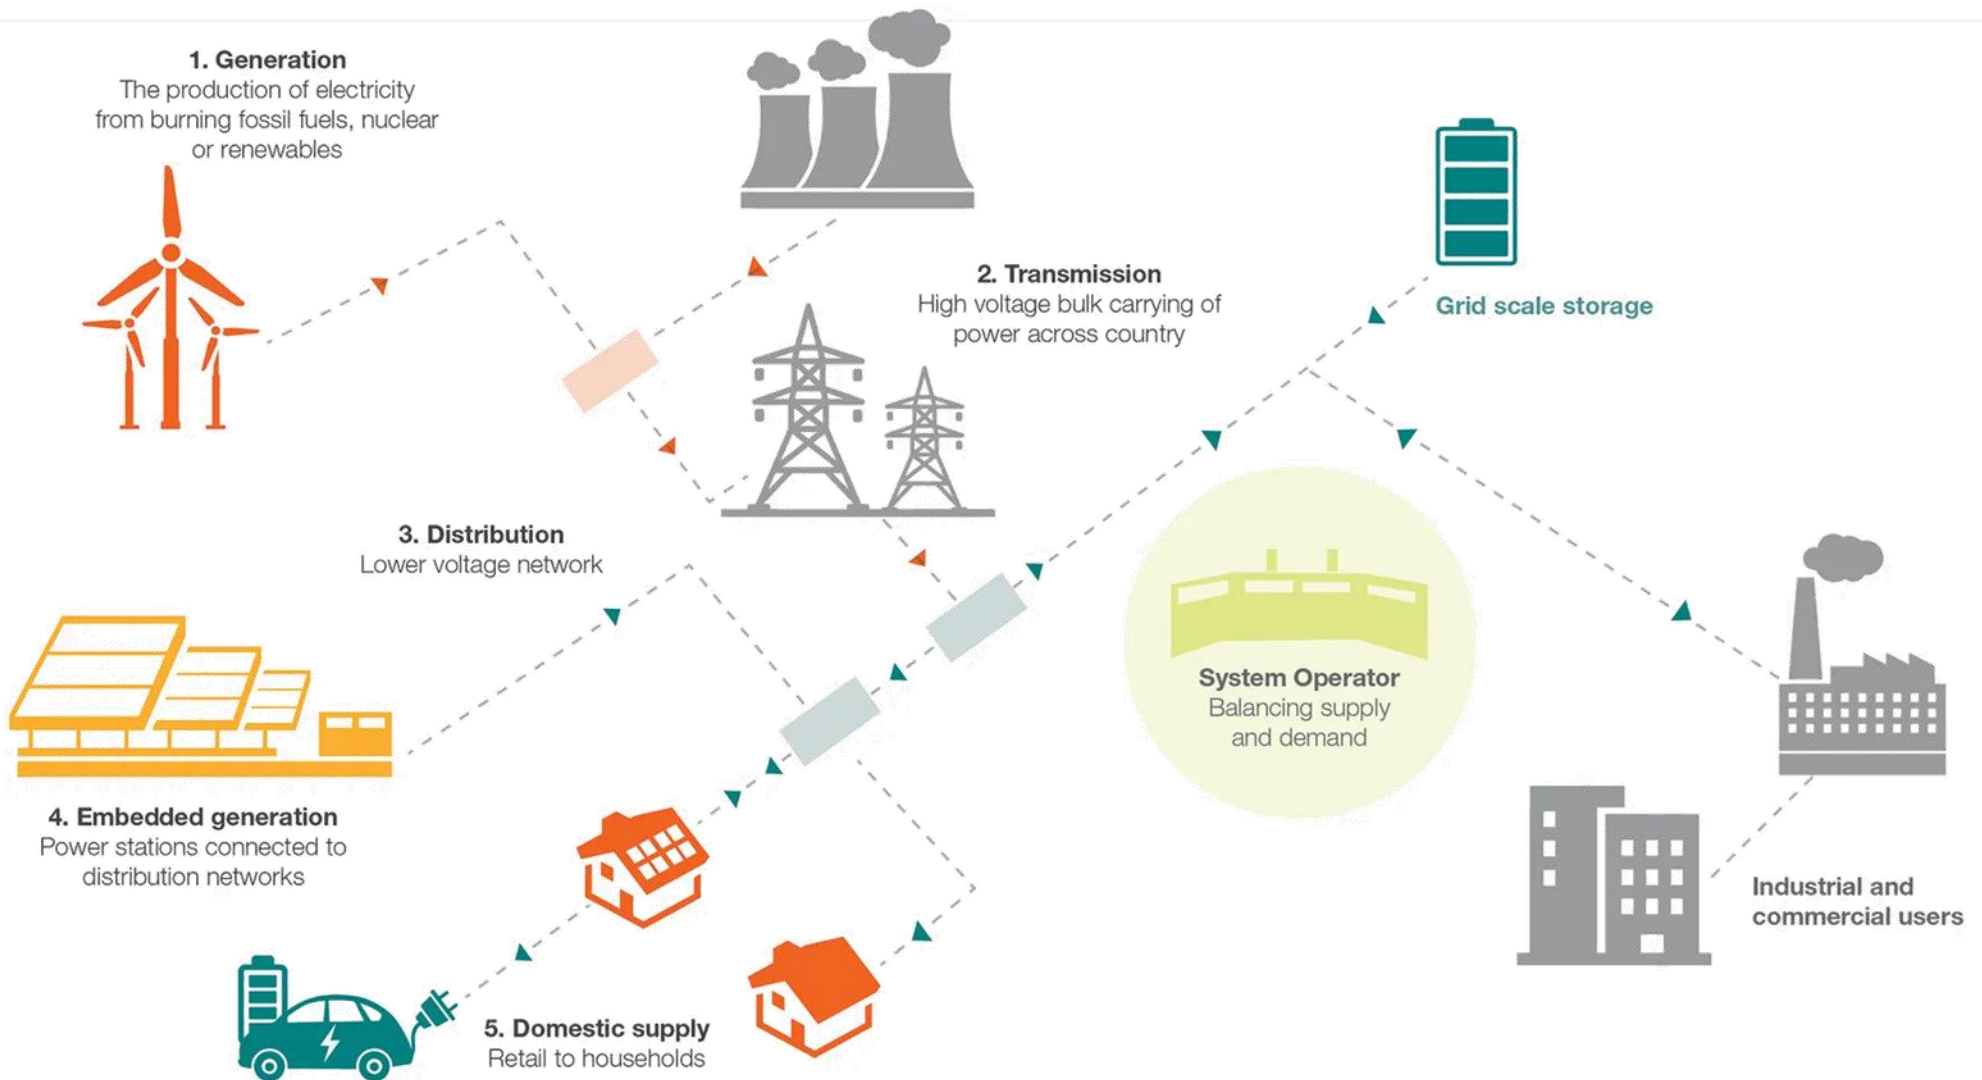 1. Generation
The production of electricity
from burning fossil fuels, nuclear
or renewables
2. Transmission
High voltage bulk carrying of
power across country
Grid scale storage
3. Distribution
Lower voltage network
System Operator
Balancing supply
and demand
4. Embedded generation
Power stations connected to
distribution networks
Industrial and
commercial users
5. Domestic supply
Retail to households